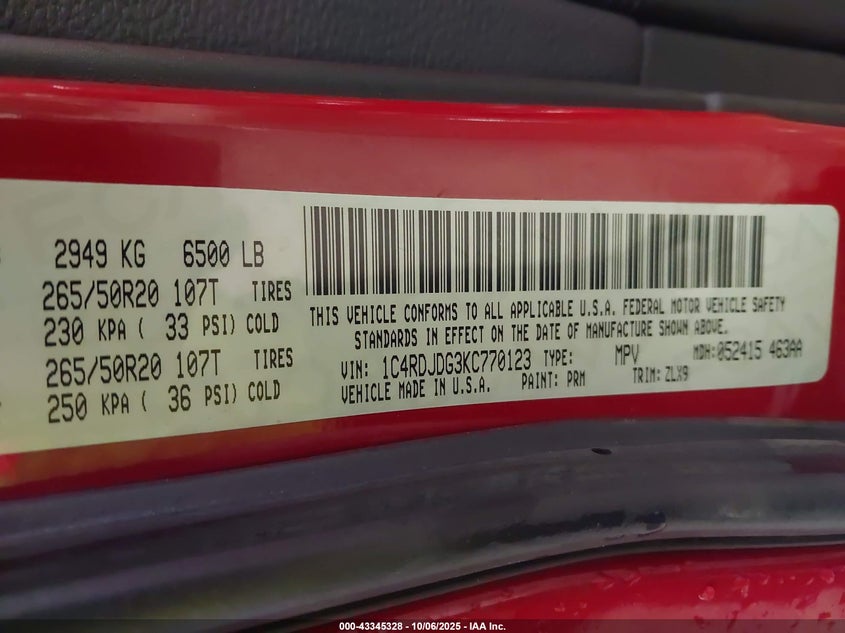 2949 KG 6500 LB
265/50R20 107T TIRES
230 KPA ( 33 PSI) COLD
265/50R20 107T TIRES
250 KPA ( 36 PSI) COLD
THIS VEHICLE CONFORMS TO ALL APPLICABLE U.S.A. FEDERAL MOTOR VEHICLE SAFETY
STANDARDS IN EFFECT ON THE DATE OF MANUFACTURE SHOWN ABOVE.
VIN: 1C4RDJDG3KC770123 TYPE: MPV MDH: 052415 463AA
VEHICLE MADE IN U.S.A. PAINT: PRM TRIM: ZLX9
000-43345328 - 10/06/2025 - IAA Inc.